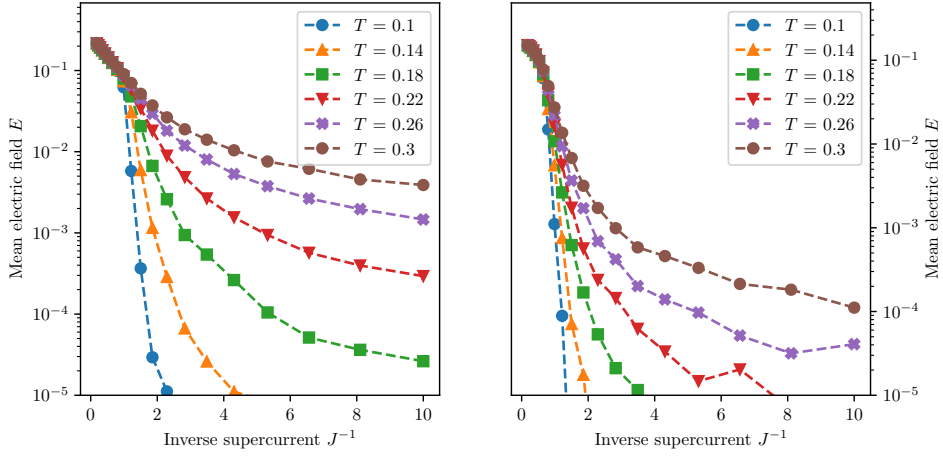 Mean electric field E
10⁻¹
10⁻²
10⁻³
10⁻⁴
10⁻⁵
T = 0.1
T = 0.14
T = 0.18
T = 0.22
T = 0.26
T = 0.3
0 2 4 6 8 10
Inverse supercurrent J⁻¹
T = 0.1
T = 0.14
T = 0.18
T = 0.22
T = 0.26
T = 0.3
10⁻¹
10⁻²
10⁻³
10⁻⁴
10⁻⁵
Mean electric field E
0 2 4 6 8 10
Inverse supercurrent J⁻¹